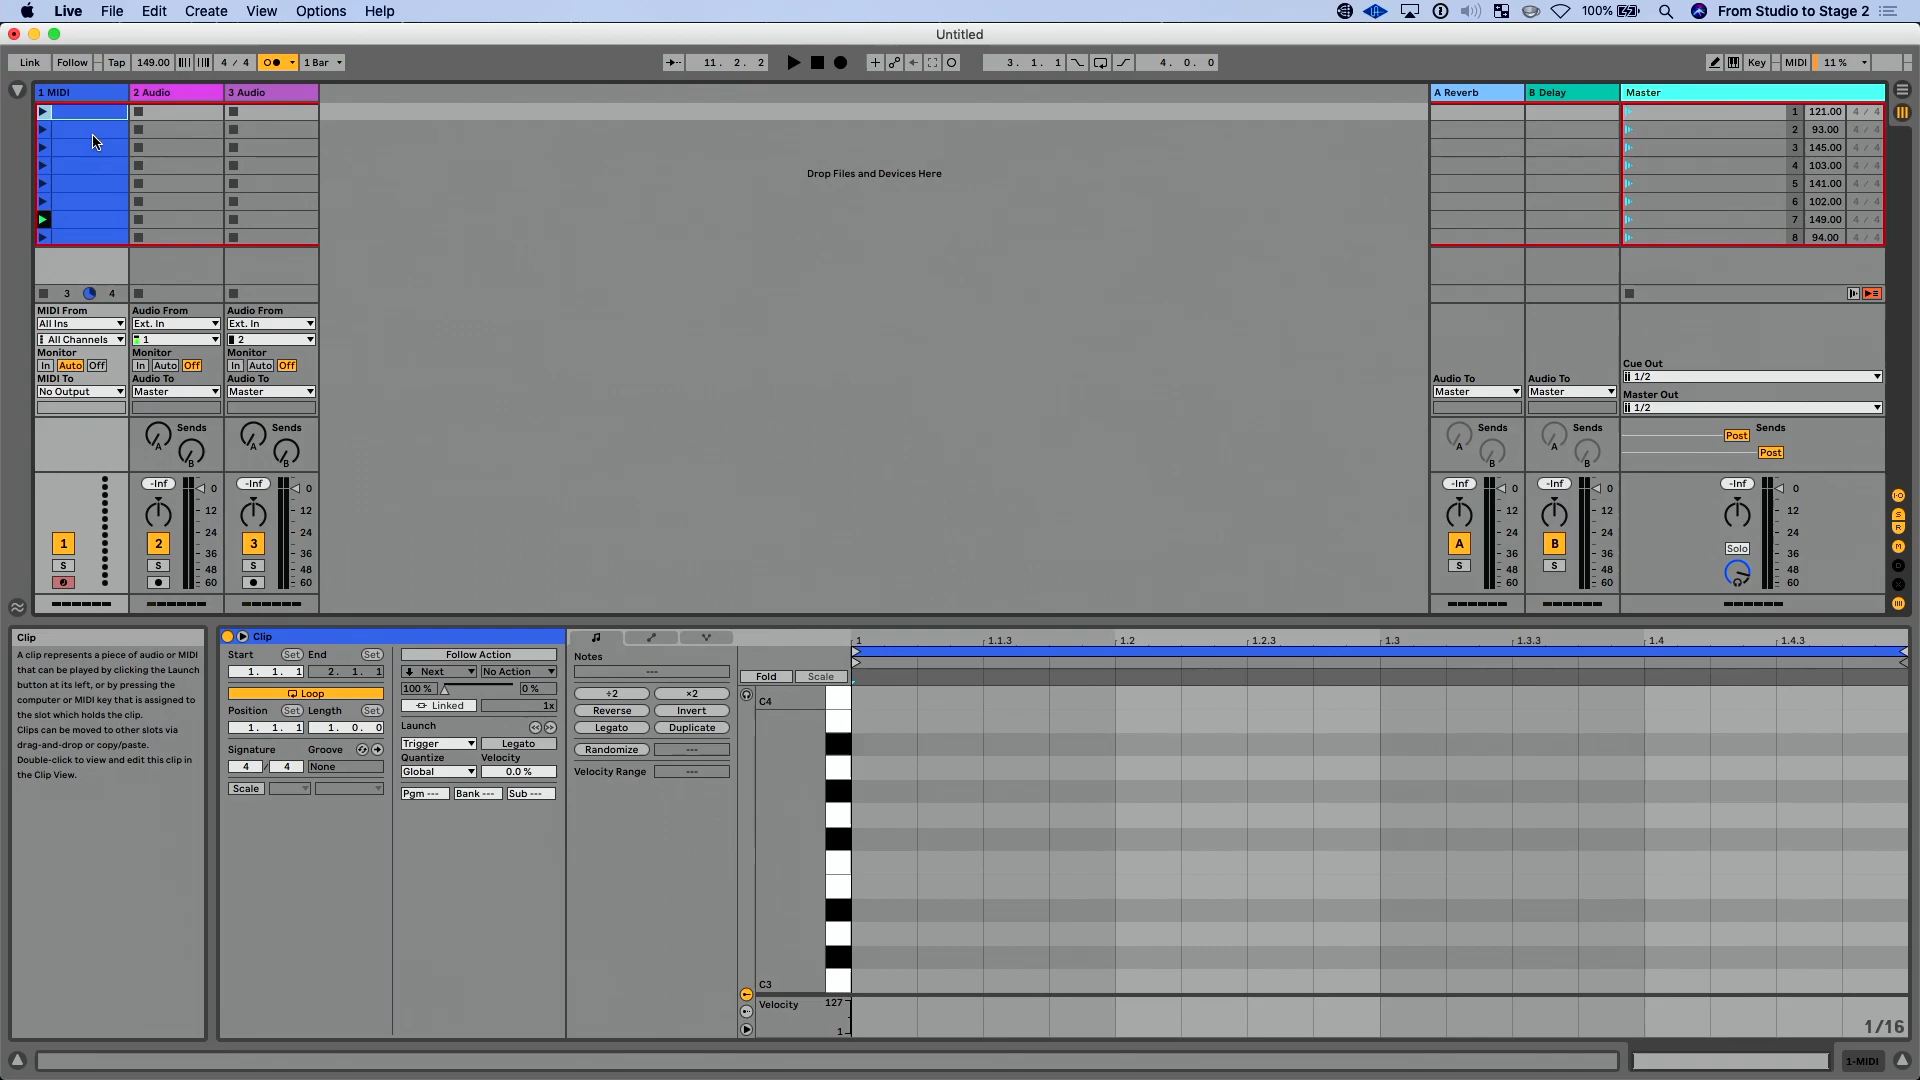 Live File Edit Create View Options Help 100% From Studio to Stage 2
Untitled
Link Follow Tap 149.00 4 / 4 1 Bar 11. 2. 2 3. 1. 1 4. 0. 0 Key MIDI 11 %
1 MIDI 2 Audio 3 Audio A Reverb B Delay Master
1 121.00 4 / 4
2 93.00 4 / 4
3 145.00 4 / 4
4 103.00 4 / 4
5 141.00 4 / 4
6 102.00 4 / 4
7 149.00 4 / 4
8 94.00 4 / 4
Drop Files and Devices Here
3 4
MIDI From Audio From Audio From
All Ins Ext. In Ext. In
All Channels 1 2
Monitor Monitor Monitor
In Auto Off In Auto Off In Auto Off
MIDI To Audio To Audio To
No Output Master Master
Audio To Audio To
Master Master
Cue Out
1/2
Master Out
1/2
Sends Sends Sends Sends Sends
A B A B A B A B Post Post
-Inf -Inf -Inf -Inf -Inf
0 0 0 0 0
12 12 12 12 12
24 24 24 24 24
36 36 36 36 36
48 48 48 48 48
60 60 60 60 60
1 2 3 A B Solo
S S S S S
Clip
A clip represents a piece of audio or MIDI
that can be played by clicking the Launch
button at its left, or by pressing the
computer or MIDI key that is assigned to
the slot which holds the clip.
Clips can be moved to other slots via
drag-and-drop or copy/paste.
Double-click to view and edit this clip in
the Clip View.
Clip
Start Set End Set
1. 1. 1 2. 1. 1
Loop
Position Set Length Set
1. 1. 1 1. 0. 0
Signature Groove
4 / 4 None
Scale
Follow Action
Next No Action
100 % 0 %
Linked 1x
Launch
Trigger Legato
Quantize Velocity
Global 0.0 %
Pgm --- Bank --- Sub ---
Notes
---
÷2 ×2
Reverse Invert
Legato Duplicate
Randomize ---
Velocity Range ---
Fold Scale
1 1.1.3 1.2 1.2.3 1.3 1.3.3 1.4 1.4.3
C4
C3
Velocity 127
1
1/16
1-MIDI